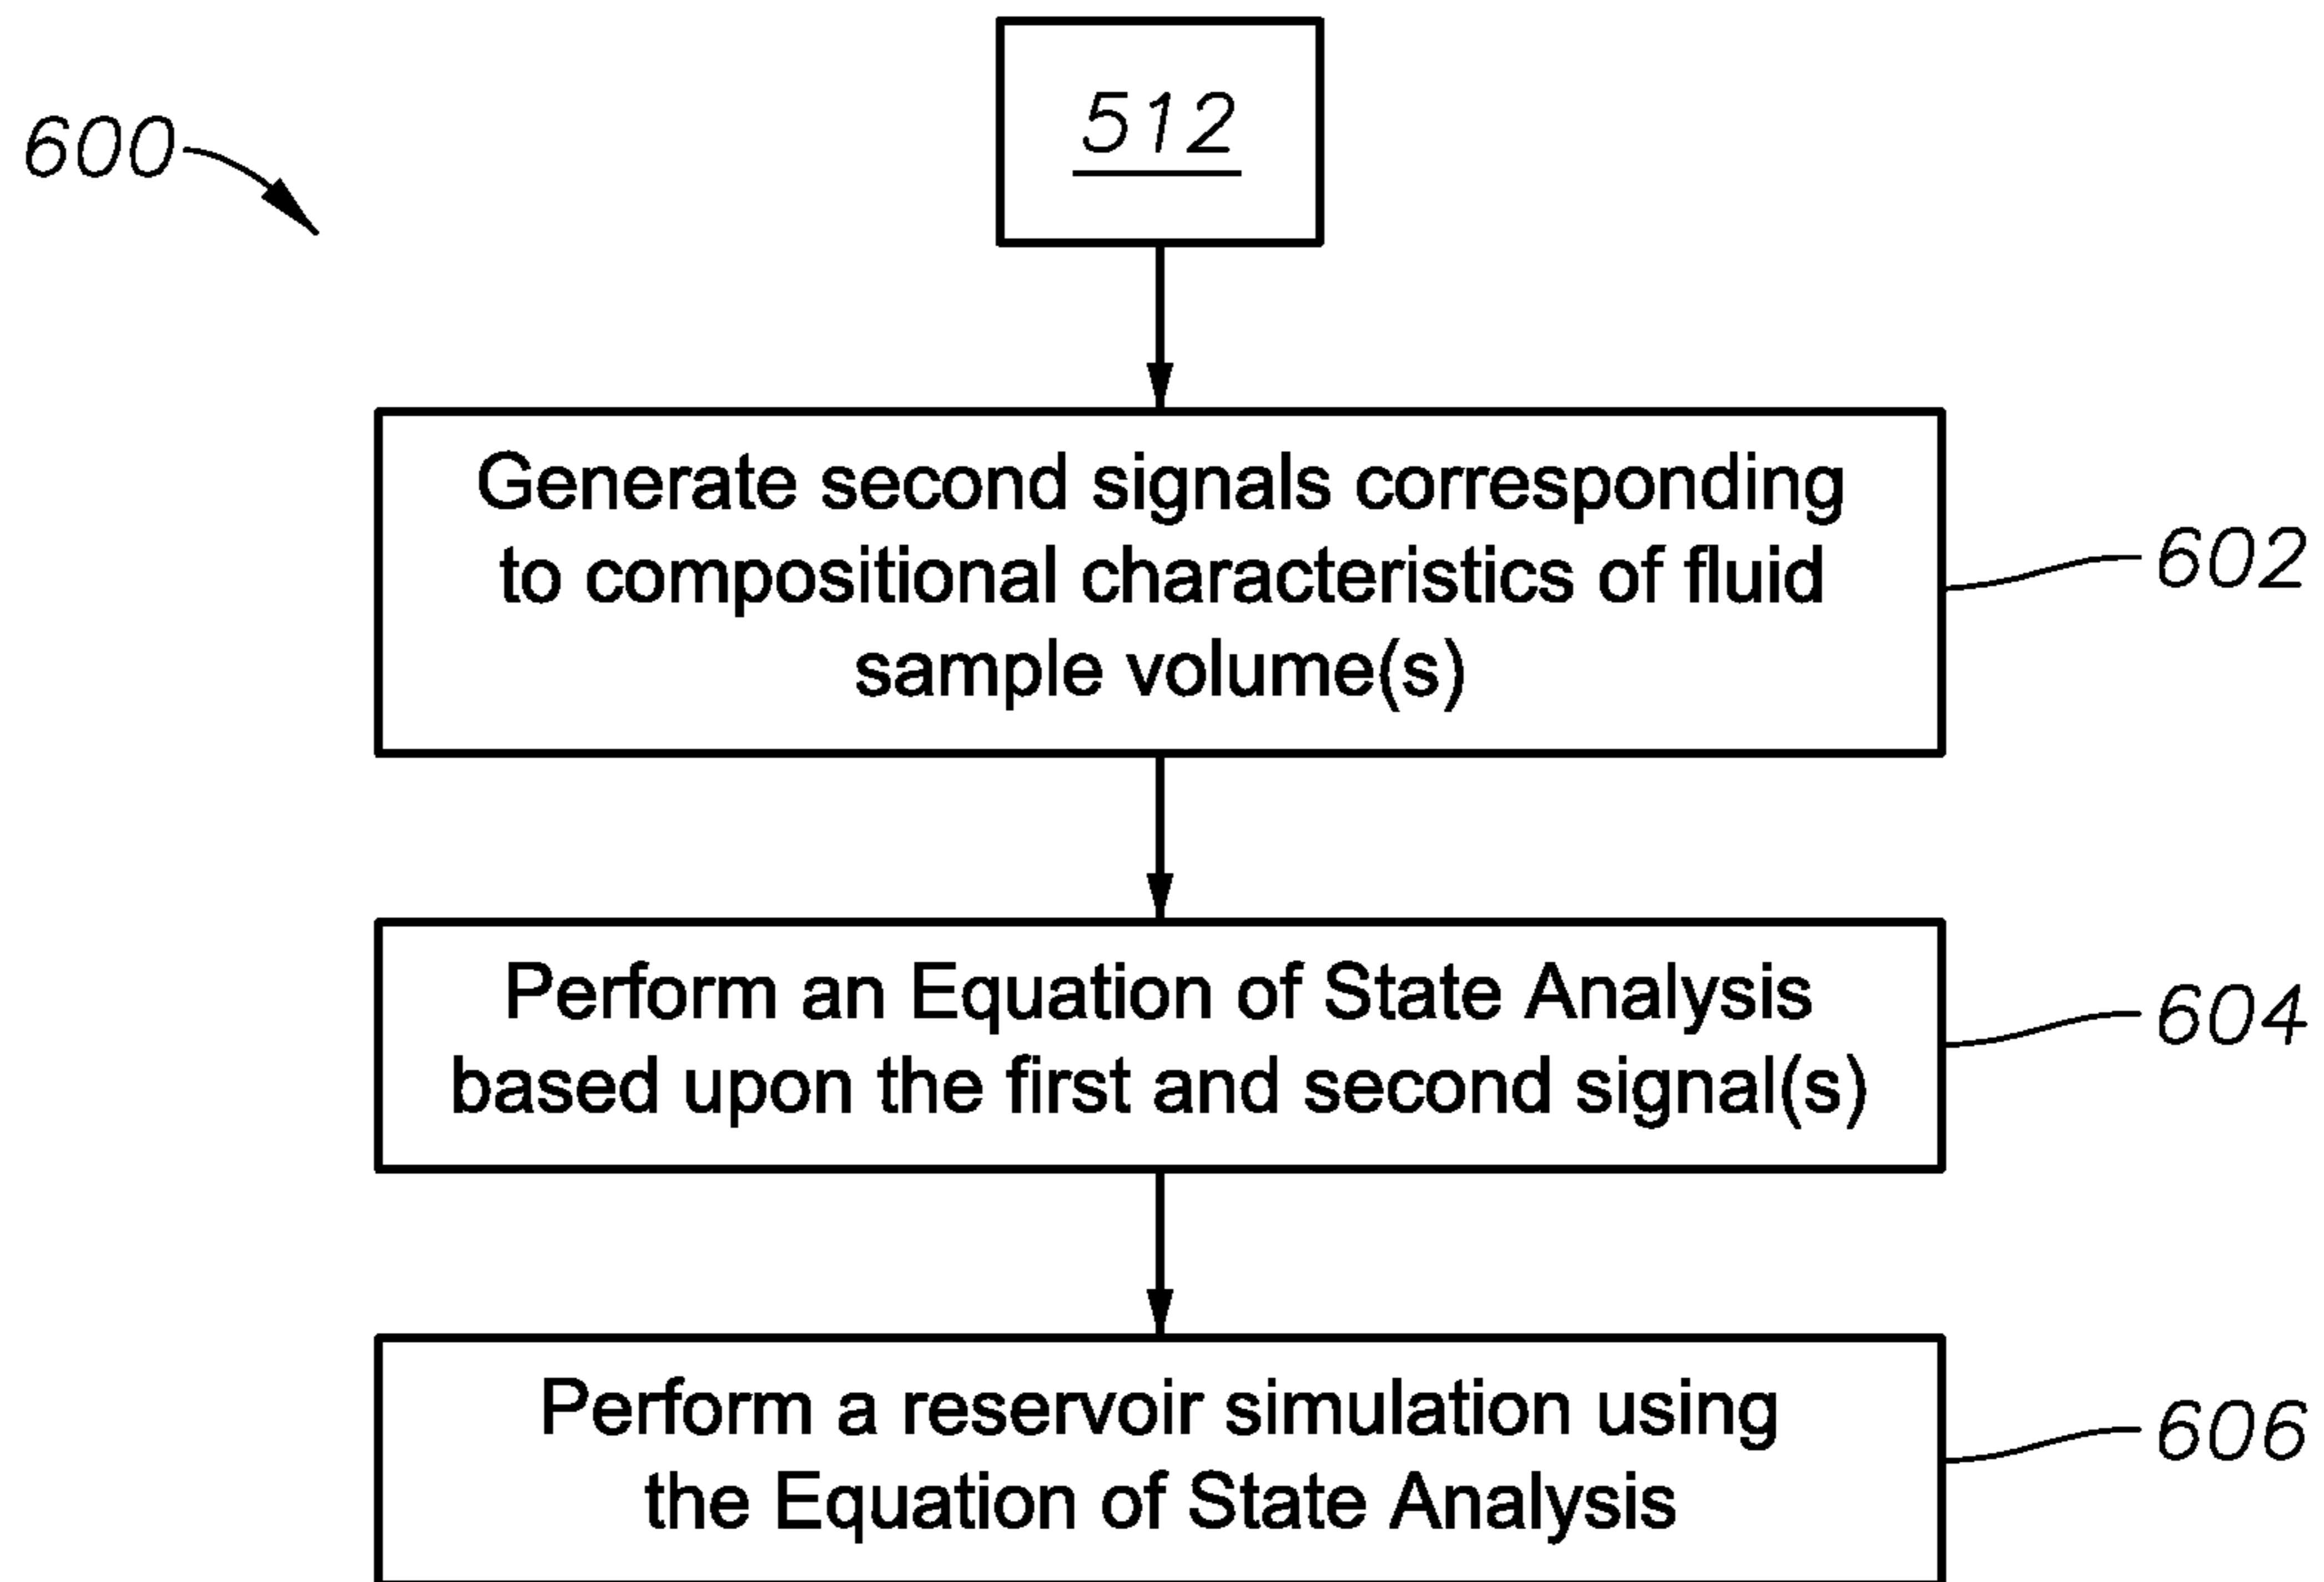 512
600
Generate second signals corresponding
to compositional characteristics of fluid
sample volume(s)
602
Perform an Equation of State Analysis
based upon the first and second signal(s)
604
Perform a reservoir simulation using
the Equation of State Analysis
606